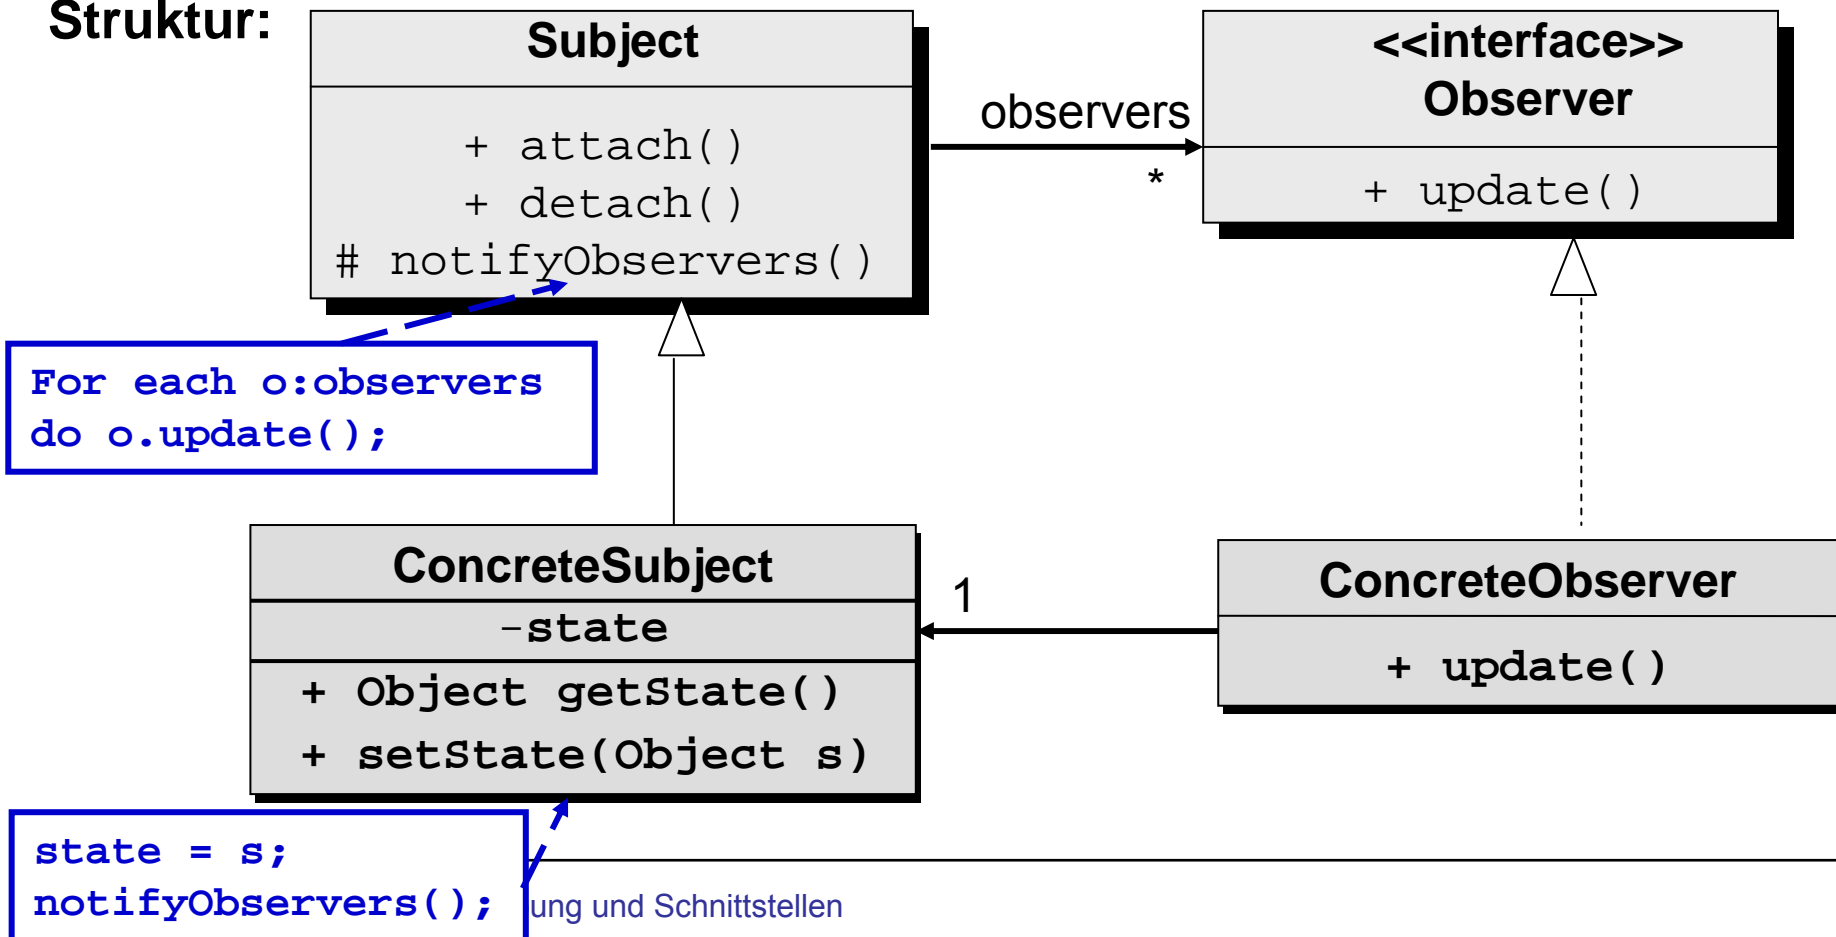 Struktur:
Subject
+ attach()
+ detach()
# notifyObservers()
observers
*
<<interface>>
Observer
+ update()
For each o:observers
do o.update();
ConcreteSubject
-state
+ Object getState()
+ setState(Object s)
1
ConcreteObserver
+ update()
state = s;
notifyObservers();
ung und Schnittstellen